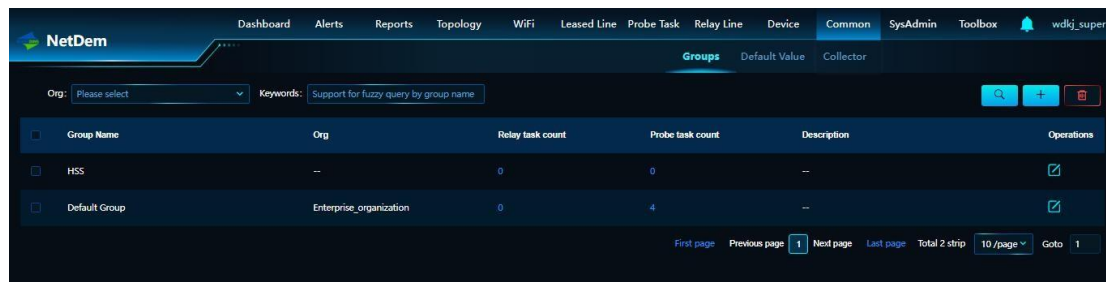 NetDem
Dashboard Alerts Reports Topology WiFi Leased Line Probe Task Relay Line Device Common SysAdmin Toolbox wdkj_super
Groups Default Value Collector
Org: Please select Keywords: Support for fuzzy query by group name
Group Name Org Relay task count Probe task count Description Operations
HSS -- 0 0 --
Default Group Enterprise_organization 0 4 --
First page Previous page 1 Next page Last page Total 2 strip 10 /page Goto 1